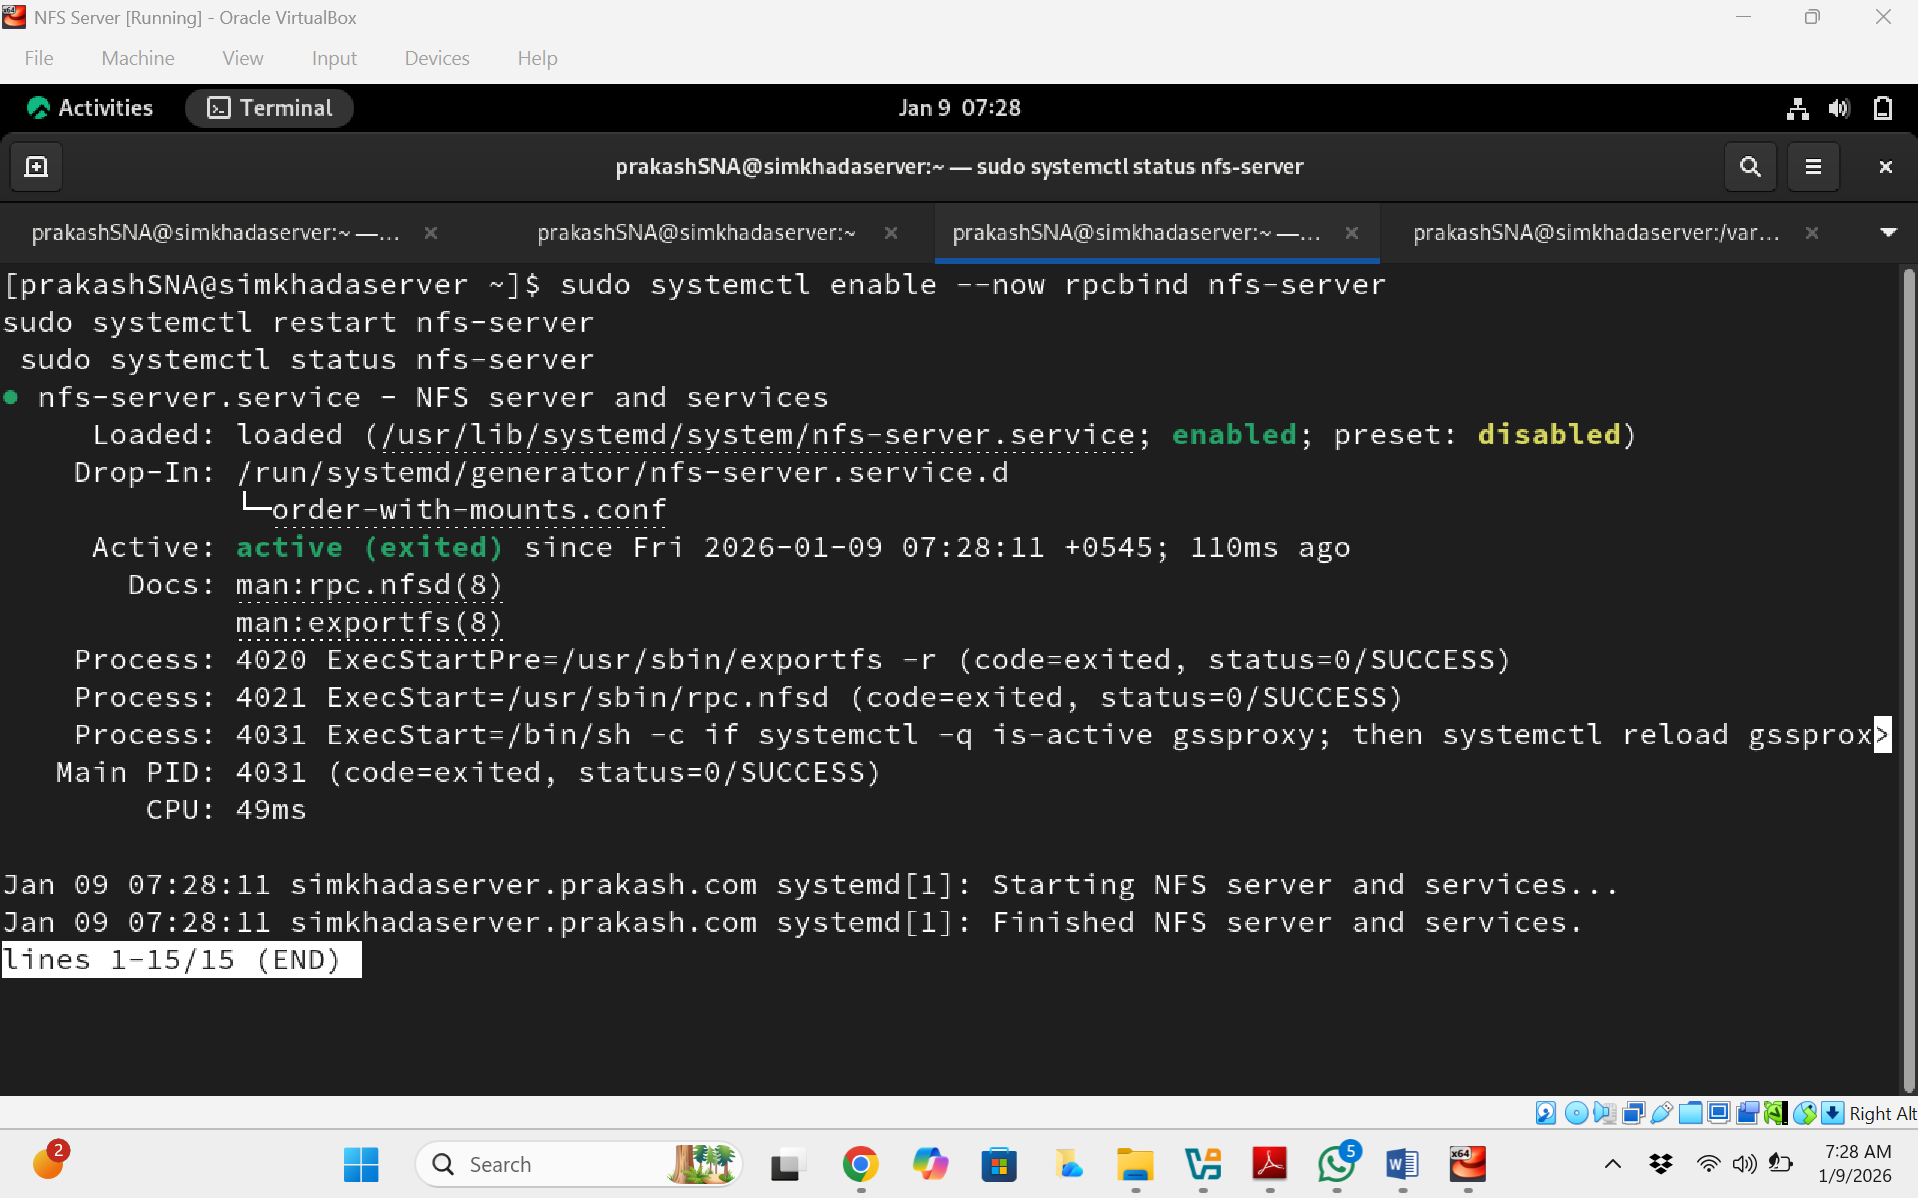 NFS Server [Running] - Oracle VirtualBox
File Machine View Input Devices Help
Activities Terminal Jan 9 07:28
prakashSNA@simkhadaserver:~ — sudo systemctl status nfs-server
prakashSNA@simkhadaserver:~ —... prakashSNA@simkhadaserver:~ prakashSNA@simkhadaserver:~ —... prakashSNA@simkhadaserver:/var...
[prakashSNA@simkhadaserver ~]$ sudo systemctl enable --now rpcbind nfs-server
sudo systemctl restart nfs-server
 sudo systemctl status nfs-server
● nfs-server.service - NFS server and services
     Loaded: loaded (/usr/lib/systemd/system/nfs-server.service; enabled; preset: disabled)
    Drop-In: /run/systemd/generator/nfs-server.service.d
             └─order-with-mounts.conf
     Active: active (exited) since Fri 2026-01-09 07:28:11 +0545; 110ms ago
       Docs: man:rpc.nfsd(8)
             man:exportfs(8)
    Process: 4020 ExecStartPre=/usr/sbin/exportfs -r (code=exited, status=0/SUCCESS)
    Process: 4021 ExecStart=/usr/sbin/rpc.nfsd (code=exited, status=0/SUCCESS)
    Process: 4031 ExecStart=/bin/sh -c if systemctl -q is-active gssproxy; then systemctl reload gssprox>
   Main PID: 4031 (code=exited, status=0/SUCCESS)
        CPU: 49ms
Jan 09 07:28:11 simkhadaserver.prakash.com systemd[1]: Starting NFS server and services...
Jan 09 07:28:11 simkhadaserver.prakash.com systemd[1]: Finished NFS server and services.
lines 1-15/15 (END)
Right Alt
2
Search
x64
5
7:28 AM
1/9/2026